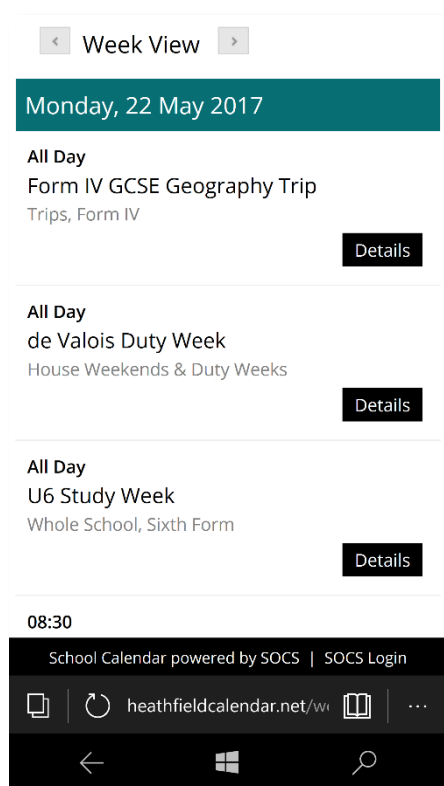 Week View
Monday, 22 May 2017
All Day
Form IV GCSE Geography Trip
Trips, Form IV
Details
All Day
de Valois Duty Week
House Weekends & Duty Weeks
Details
All Day
U6 Study Week
Whole School, Sixth Form
Details
08:30
School Calendar powered by SOCS | SOCS Login
heathfieldcalendar.net/w